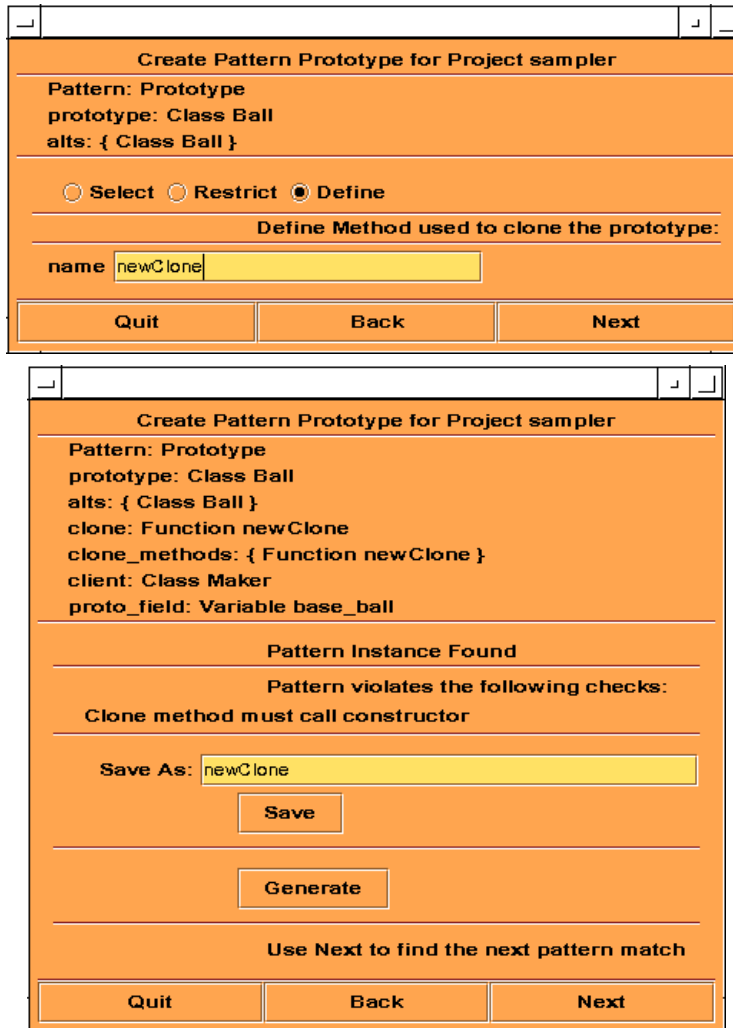 Create Pattern Prototype for Project sampler
Pattern: Prototype
prototype: Class Ball
alts: { Class Ball }
Select Restrict Define
Define Method used to clone the prototype:
name newClone
Quit Back Next
Create Pattern Prototype for Project sampler
Pattern: Prototype
prototype: Class Ball
alts: { Class Ball }
clone: Function newClone
clone_methods: { Function newClone }
client: Class Maker
proto_field: Variable base_ball
Pattern Instance Found
Pattern violates the following checks:
Clone method must call constructor
Save As: newClone
Save
Generate
Use Next to find the next pattern match
Quit Back Next